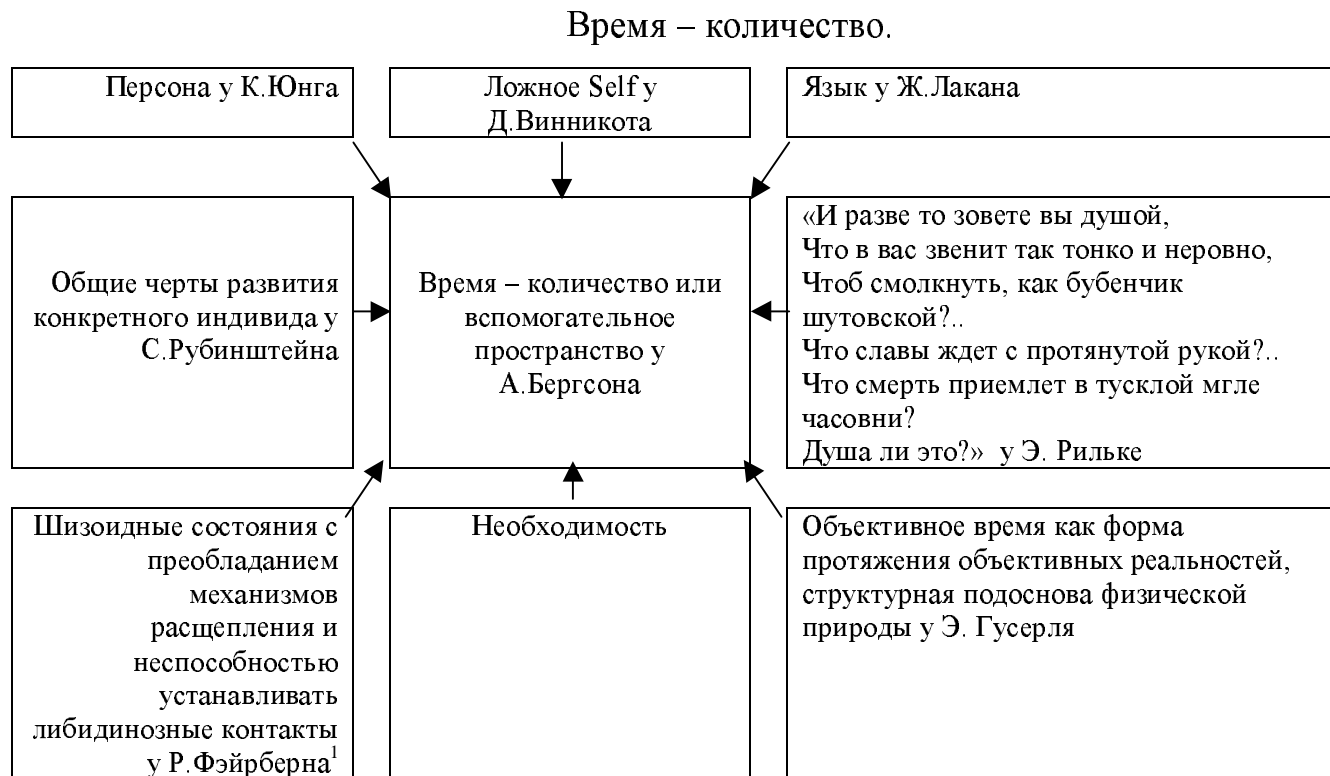 Время – количество.
Персона у К.Юнга
Ложное Self у
Д.Винникота
Язык у Ж.Лакана
Общие черты развития
конкретного индивида у
С.Рубинштейна
Время – количество или
вспомогательное
пространство у
А.Бергсона
«И разве то зовете вы душой,
Что в вас звенит так тонко и неровно,
Чтоб смолкнуть, как бубенчик
шутовской?..
Что славы ждет с протянутой рукой?..
Что смерть приемлет в тусклой мгле
часовни?
Душа ли это?» у Э. Рильке
Шизоидные состояния с
преобладанием
механизмов
расщепления и
неспособностью
устанавливать
либидинозные контакты
у Р.Фэйрберна¹
Необходимость
Объективное время как форма
протяжения объективных реальностей,
структурная подоснова физической
природы у Э. Гусерля